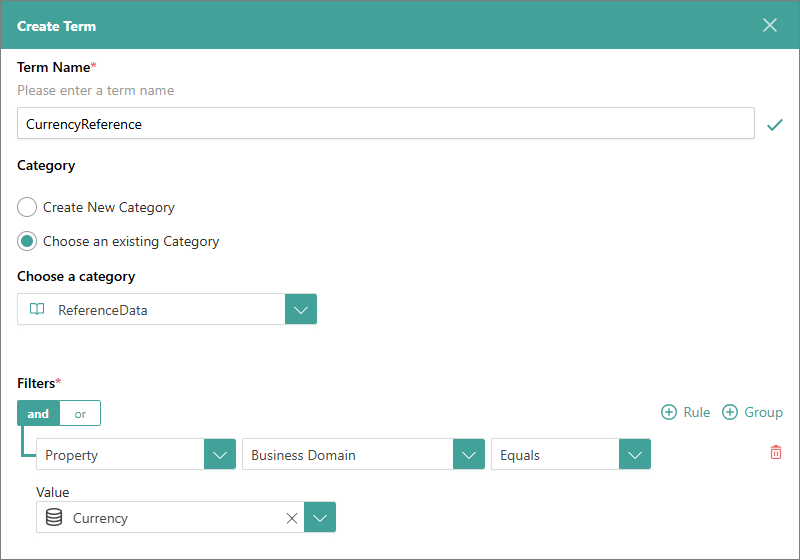 Create Term
Term Name*
Please enter a term name
CurrencyReference
Category
Create New Category
Choose an existing Category
Choose a category
ReferenceData
Filters*
and or Rule Group
Property Business Domain Equals
Value
Currency